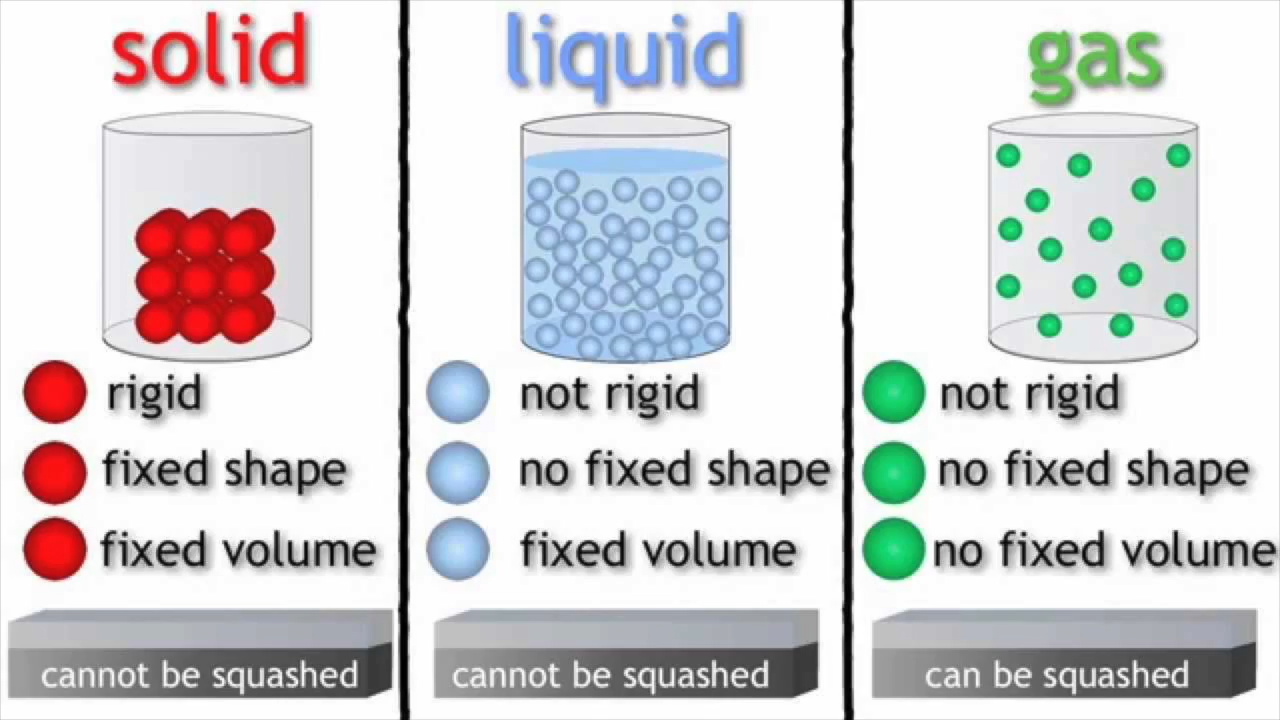 solid
rigid
fixed shape
fixed volume
cannot be squashed
liquid
not rigid
no fixed shape
fixed volume
cannot be squashed
gas
not rigid
no fixed shape
no fixed volume
can be squashed